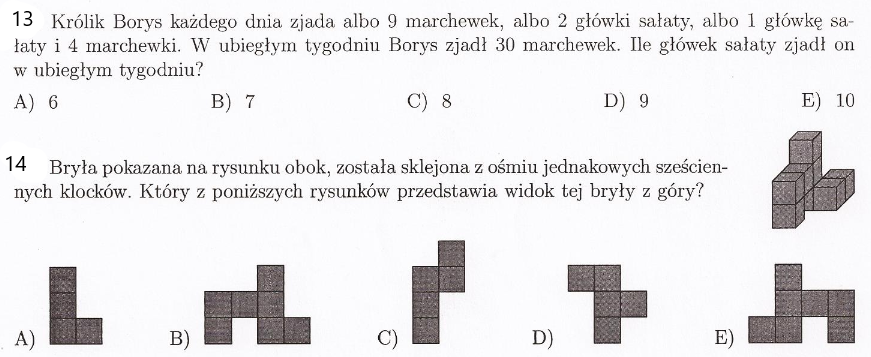 13 Królik Borys każdego dnia zjada albo 9 marchewek, albo 2 główki sałaty, albo 1 główkę sa-
łaty i 4 marchewki. W ubiegłym tygodniu Borys zjadł 30 marchewek. Ile główek sałaty zjadł on
w ubiegłym tygodniu?
A) 6 B) 7 C) 8 D) 9 E) 10
14 Bryła pokazana na rysunku obok, została sklejona z ośmiu jednakowych sześcien-
nych klocków. Który z poniższych rysunków przedstawia widok tej bryły z góry?
A) B) C) D) E)